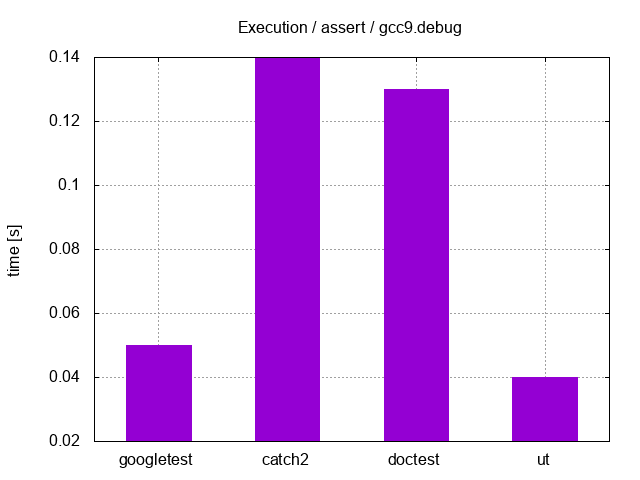 Execution / assert / gcc9.debug
0.14
0.12
0.1
0.08
0.06
0.04
0.02
time [s]
googletest catch2 doctest ut